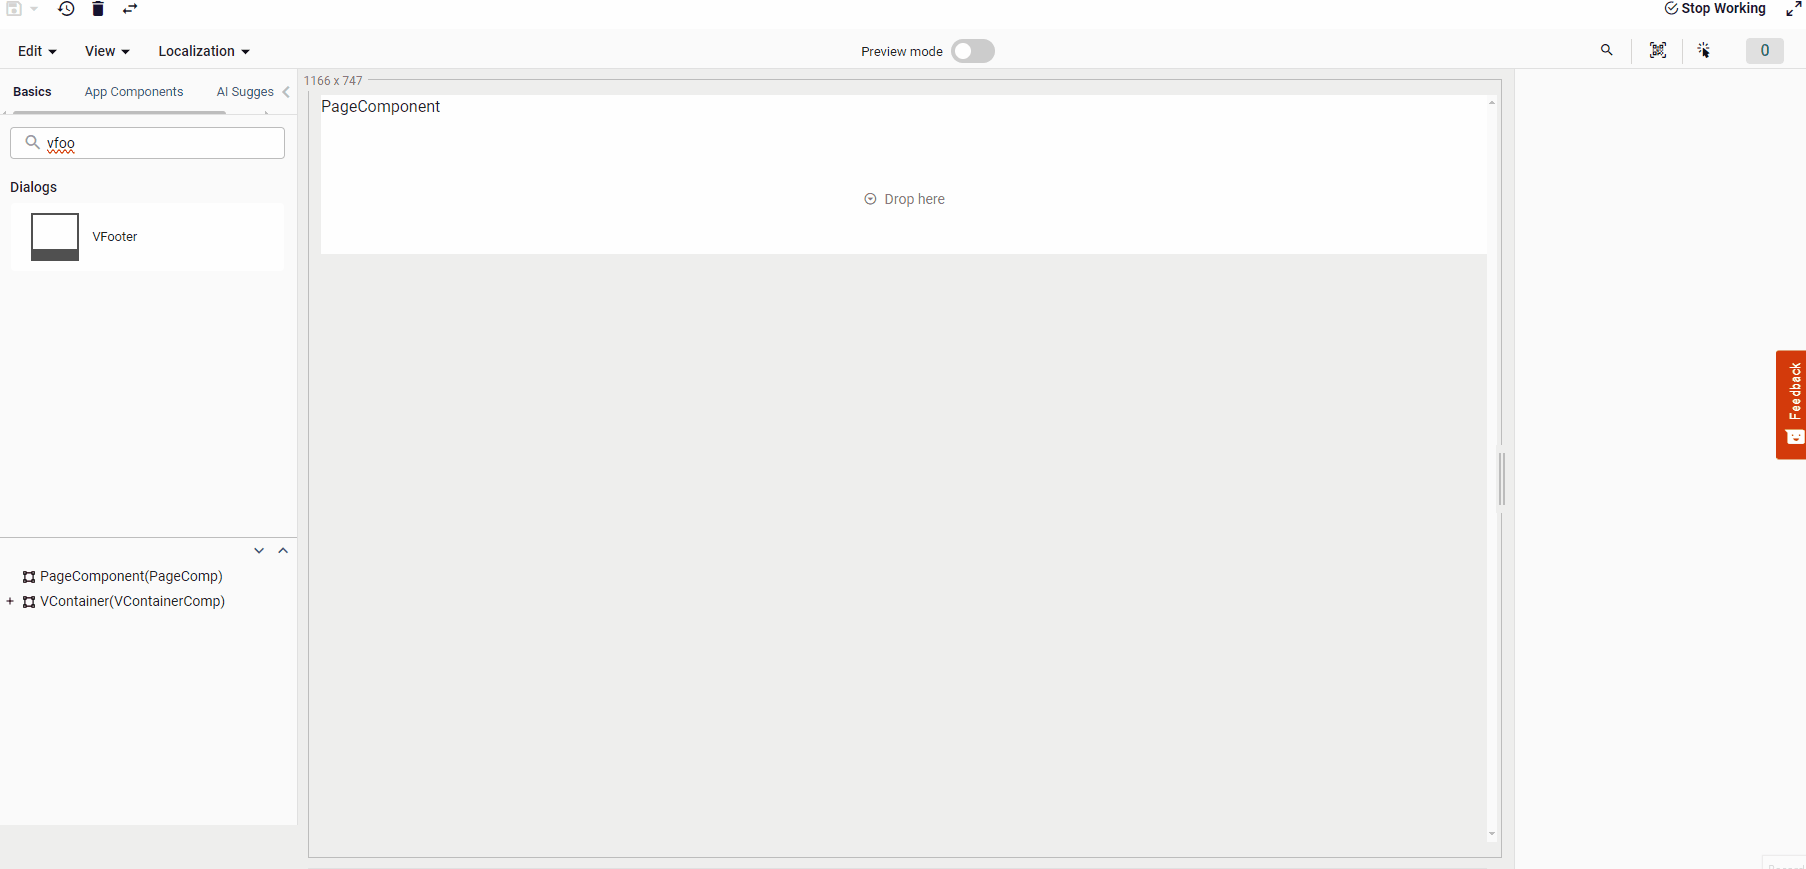 Stop Working
Edit View Localization Preview mode 0
Basics App Components AI Sugges
1166 x 747
vfoo
PageComponent
Dialogs
VFooter
Drop here
Feedback
PageComponent(PageComp)
VContainer(VContainerComp)